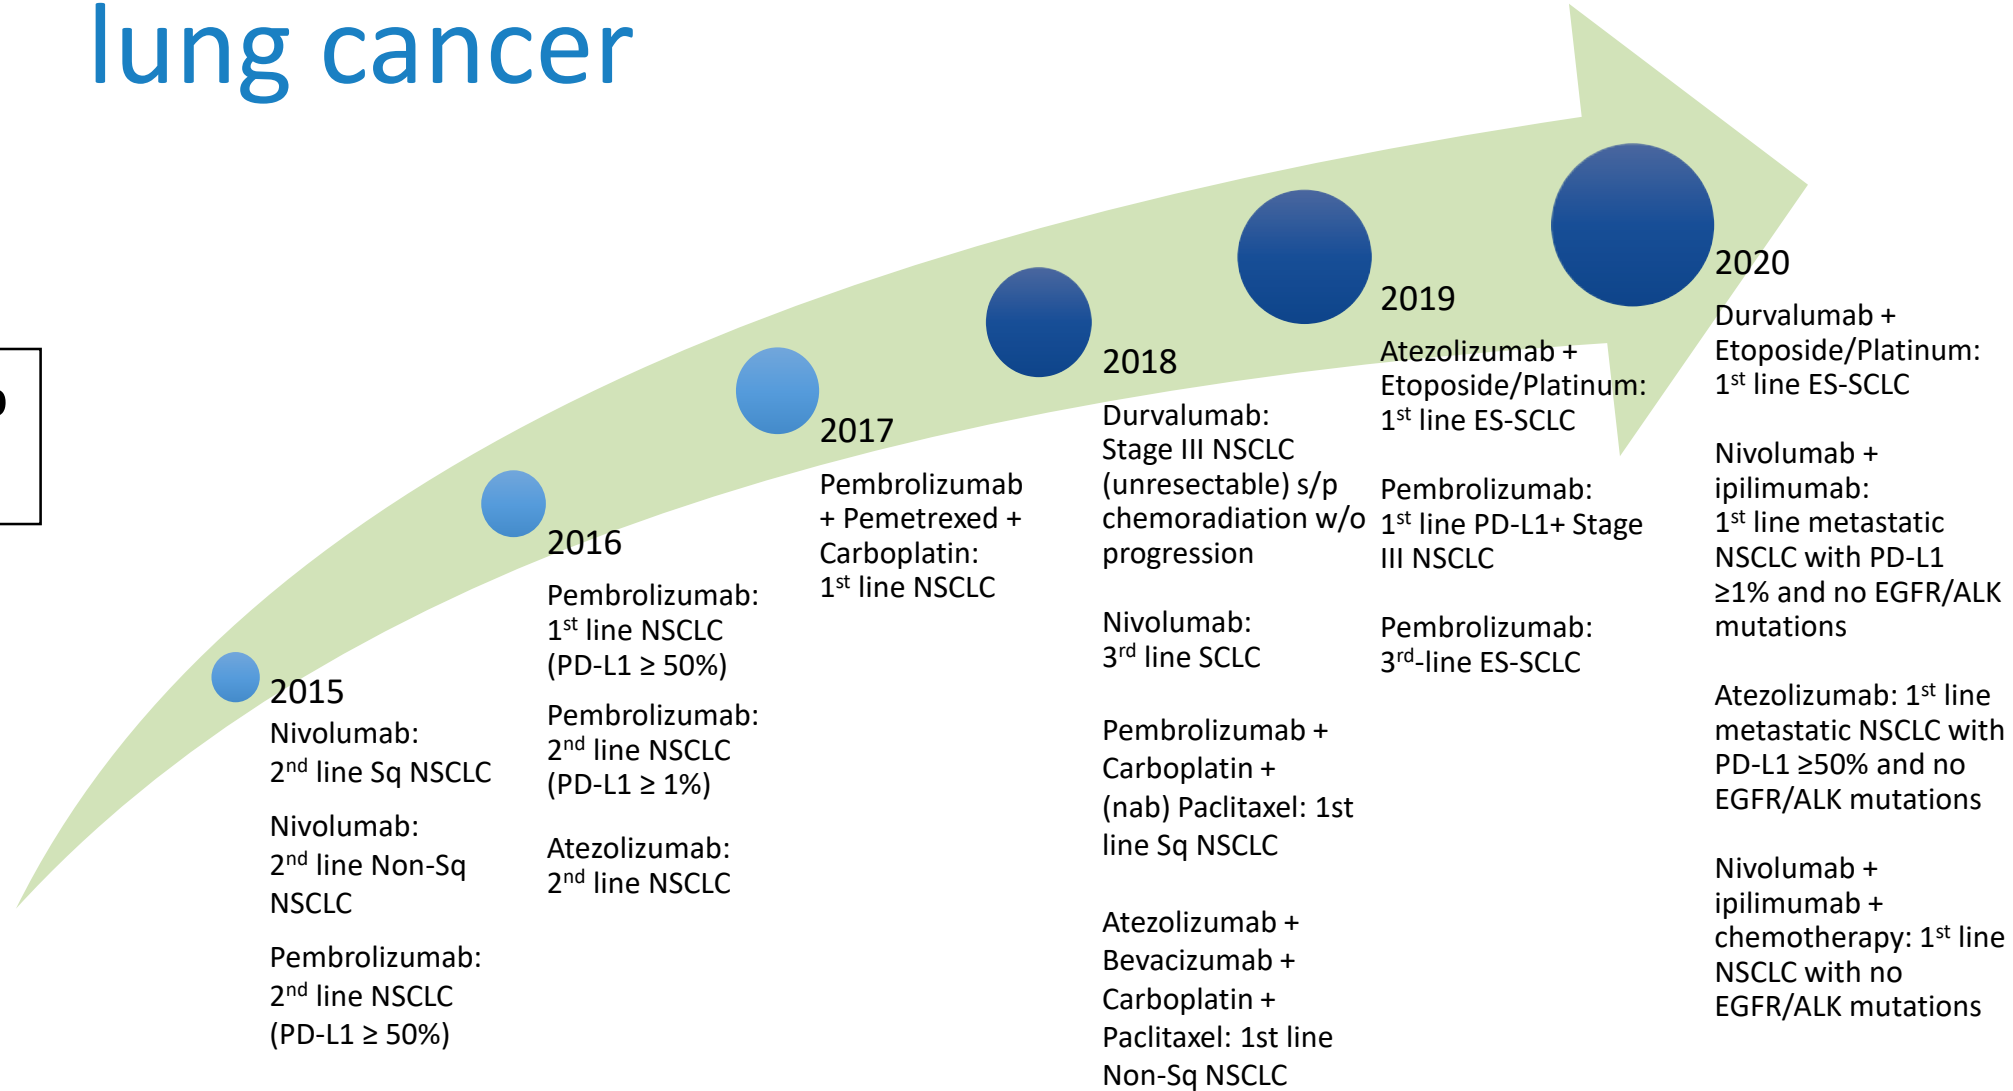 lung cancer
2015
Nivolumab:
2nd line Sq NSCLC
Nivolumab:
2nd line Non-Sq
NSCLC
Pembrolizumab:
2nd line NSCLC
(PD-L1 ≥ 50%)
2016
Pembrolizumab:
1st line NSCLC
(PD-L1 ≥ 50%)
Pembrolizumab:
2nd line NSCLC
(PD-L1 ≥ 1%)
Atezolizumab:
2nd line NSCLC
2017
Pembrolizumab
+ Pemetrexed +
Carboplatin:
1st line NSCLC
2018
Durvalumab:
Stage III NSCLC
(unresectable) s/p
chemoradiation w/o
progression
Nivolumab:
3rd line SCLC
Pembrolizumab +
Carboplatin +
(nab) Paclitaxel: 1st
line Sq NSCLC
Atezolizumab +
Bevacizumab +
Carboplatin +
Paclitaxel: 1st line
Non-Sq NSCLC
2019
Atezolizumab +
Etoposide/Platinum:
1st line ES-SCLC
Pembrolizumab:
1st line PD-L1+ Stage
III NSCLC
Pembrolizumab:
3rd-line ES-SCLC
2020
Durvalumab +
Etoposide/Platinum:
1st line ES-SCLC
Nivolumab +
ipilimumab:
1st line metastatic
NSCLC with PD-L1
≥1% and no EGFR/ALK
mutations
Atezolizumab: 1st line
metastatic NSCLC with
PD-L1 ≥50% and no
EGFR/ALK mutations
Nivolumab +
ipilimumab +
chemotherapy: 1st line
NSCLC with no
EGFR/ALK mutations